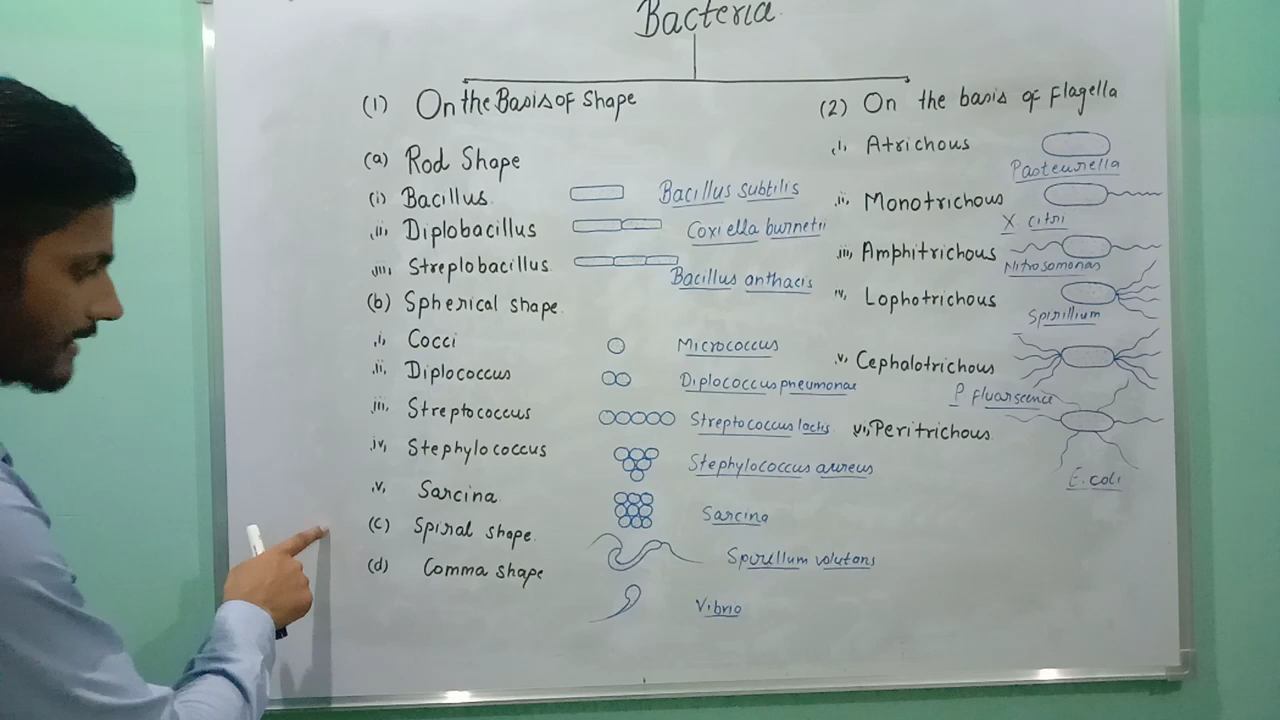 Bacteria
(1) On the Basis of Shape
(a) Rod Shape
(i) Bacillus Bacillus subtilis
ii, Diplobacillus Coxiella burnetii
iii, Streplobacillus Bacillus anthacis
(b) Spherical shape.
i, Cocci Micrococcus
ii. Diplococcus Diplococcus pneumonae
iii. Streptococcus Streptococcus lactis
iv, Stephylococcus Stephylococcus aureus
v, Sarcina Sarcina
(c) Spiral shape. Spirullum volutans
(d) Comma shape
Vibrio
(2) On the basis of Flagella
i, Atrichous
Pasteurella
ii. Monotrichous
X. citri
iii, Amphitrichous
Nitrosomonas
iv, Lophotrichous
Spirillium
v, Cephalotrichous
P fluarscence
vi, Peritrichous
E. coli